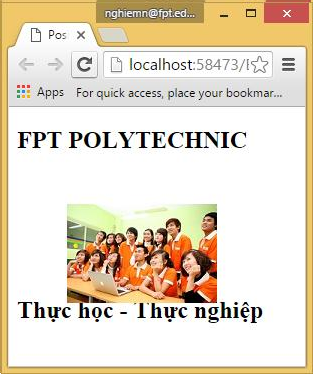 nghiemn@fpt.ed...
Pos
localhost:58473/
Apps For quick access, place your bookmar...
FPT POLYTECHNIC
Thực học - Thực nghiệp